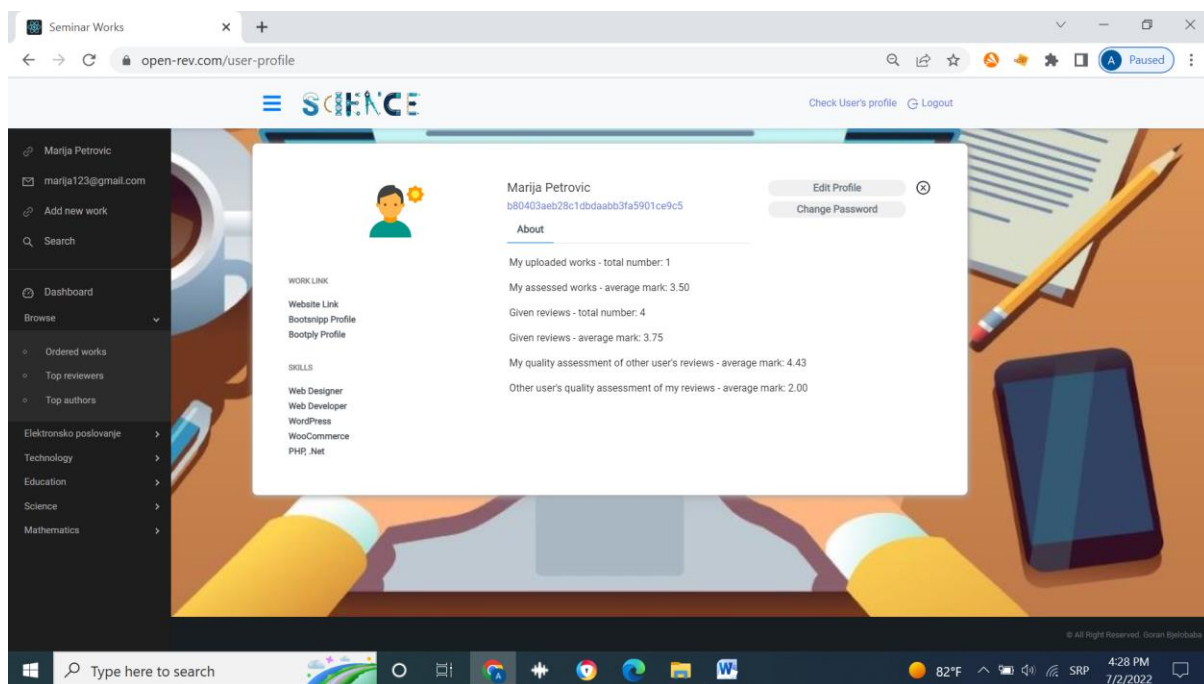 Seminar Works
open-rev.com/user-profile
Paused
SCIENCE
Check User's profile
Logout
Marija Petrovic
marija123@gmail.com
Add new work
Search
Dashboard
Browse
Ordered works
Top reviewers
Top authors
Elektronsko poslovanje
Technology
Education
Science
Mathematics
WORK LINK
Website Link
Bootsnipp Profile
Bootply Profile
SKILLS
Web Designer
Web Developer
WordPress
WooCommerce
PHP, .Net
Marija Petrovic
b80403aeb28c1dbdaabb3fa5901ce9c5
About
My uploaded works - total number: 1
My assessed works - average mark: 3.50
Given reviews - total number: 4
Given reviews - average mark: 3.75
My quality assessment of other user's reviews - average mark: 4.43
Other user's quality assessment of my reviews - average mark: 2.00
Edit Profile
Change Password
© All Right Reserved. Goran Bjelobaba
Type here to search
82°F
SRP
4:28 PM
7/2/2022